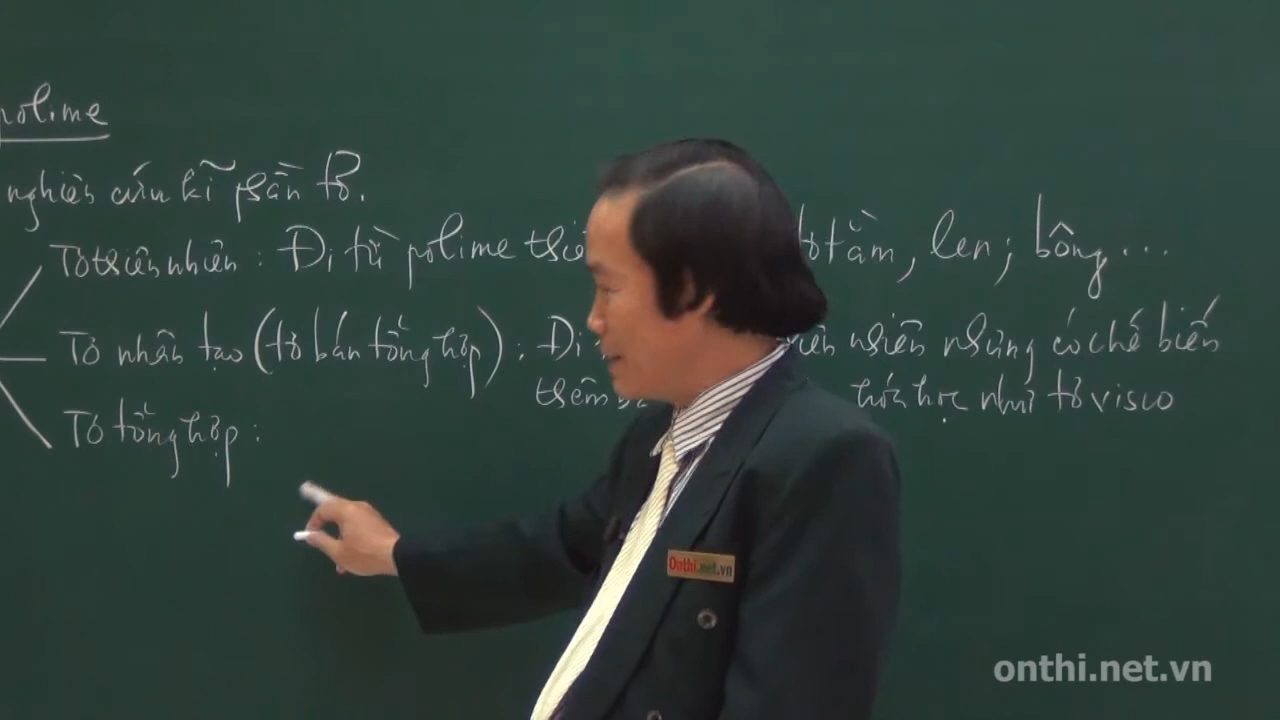 polime
nghiên cứu kĩ phần tơ.
Tơ thiên nhiên : Đi từ polime tơ tằm, len; bông...
Tơ nhân tạo (tơ bán tổng hợp) : Đi nhiên nhưng có chế biến
thêm hóa học như tơ visco
Tơ tổng hợp :
Onthi.net.vn
onthi.net.vn